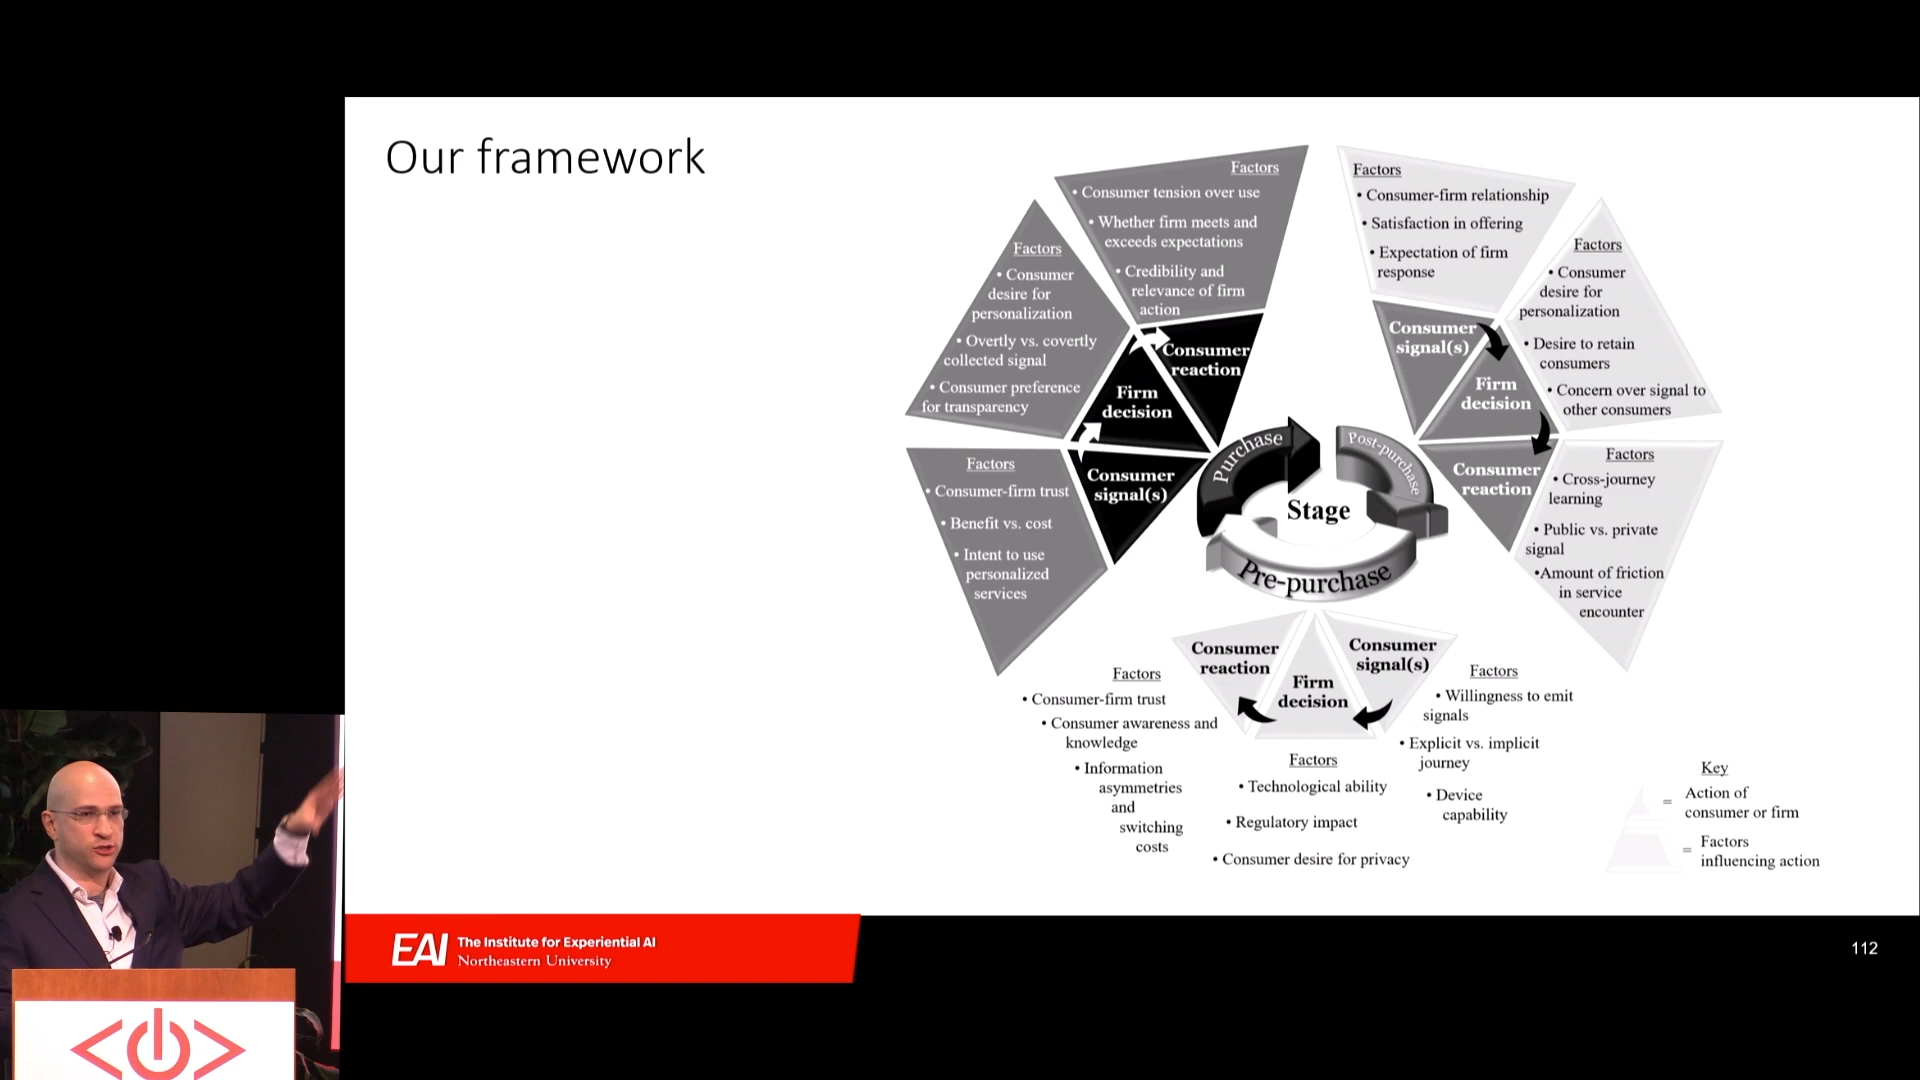 Our framework
Factors
• Consumer tension over use
• Whether firm meets and
exceeds expectations
• Credibility and
relevance of firm
action
Factors
• Consumer
desire for
personalization
• Overtly vs. covertly
collected signal
• Consumer preference
for transparency
Factors
• Consumer-firm trust
• Benefit vs. cost
• Intent to use
personalized
services
Consumer
reaction
Firm
decision
Consumer
signal(s)
Factors
• Consumer-firm relationship
• Satisfaction in offering
• Expectation of firm
response
Factors
• Consumer
desire for
personalization
• Desire to retain
consumers
• Concern over signal to
other consumers
Factors
• Cross-journey
learning
• Public vs. private
signal
•Amount of friction
in service
encounter
Consumer
signal(s)
Firm
decision
Consumer
reaction
Purchase
Post-purchase
Stage
Pre-purchase
Consumer
reaction
Firm
decision
Consumer
signal(s)
Factors
• Consumer-firm trust
• Consumer awareness and
knowledge
• Information
asymmetries
and
switching
costs
Factors
• Technological ability
• Regulatory impact
• Consumer desire for privacy
Factors
• Willingness to emit
signals
• Explicit vs. implicit
journey
• Device
capability
Key
= Action of
consumer or firm
= Factors
influencing action
EAI The Institute for Experiential AI
Northeastern University
112